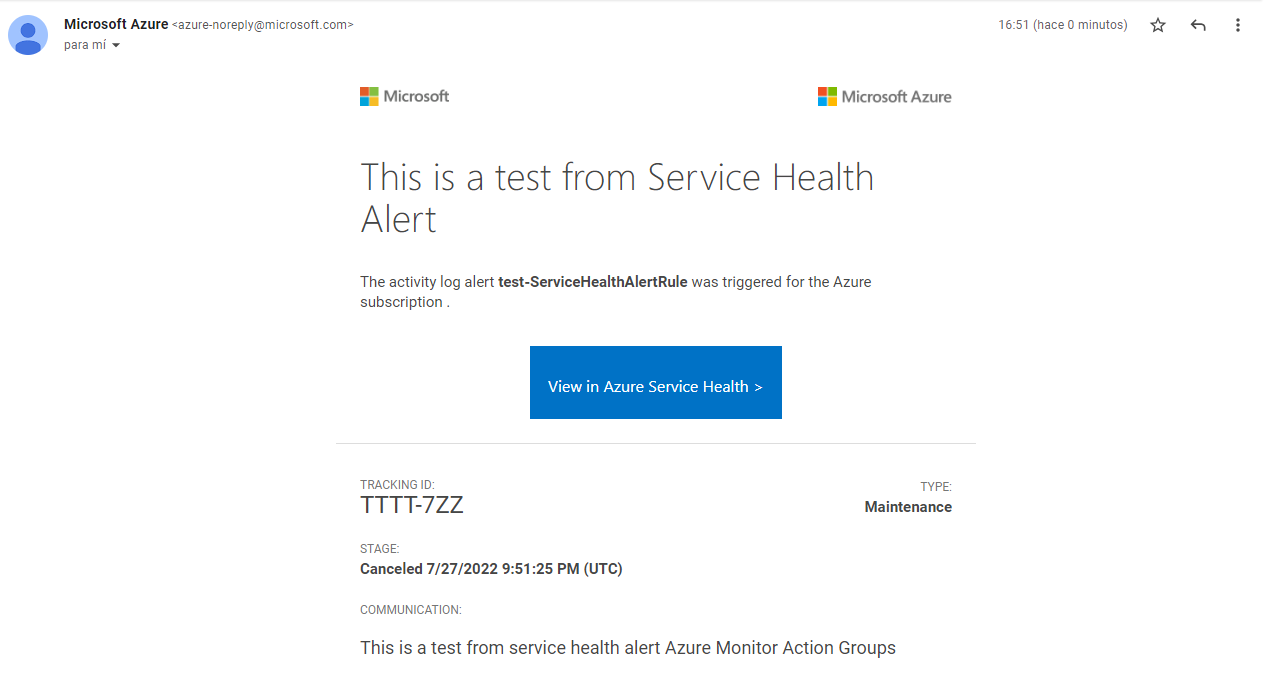 Microsoft Azure <azure-noreply@microsoft.com>
16:51 (hace 0 minutos)
para mí
Microsoft
Microsoft Azure
This is a test from Service Health
Alert
The activity log alert test-ServiceHealthAlertRule was triggered for the Azure
subscription .
View in Azure Service Health >
TRACKING ID:
TTTT-7ZZ
TYPE:
Maintenance
STAGE:
Canceled 7/27/2022 9:51:25 PM (UTC)
COMMUNICATION:
This is a test from service health alert Azure Monitor Action Groups